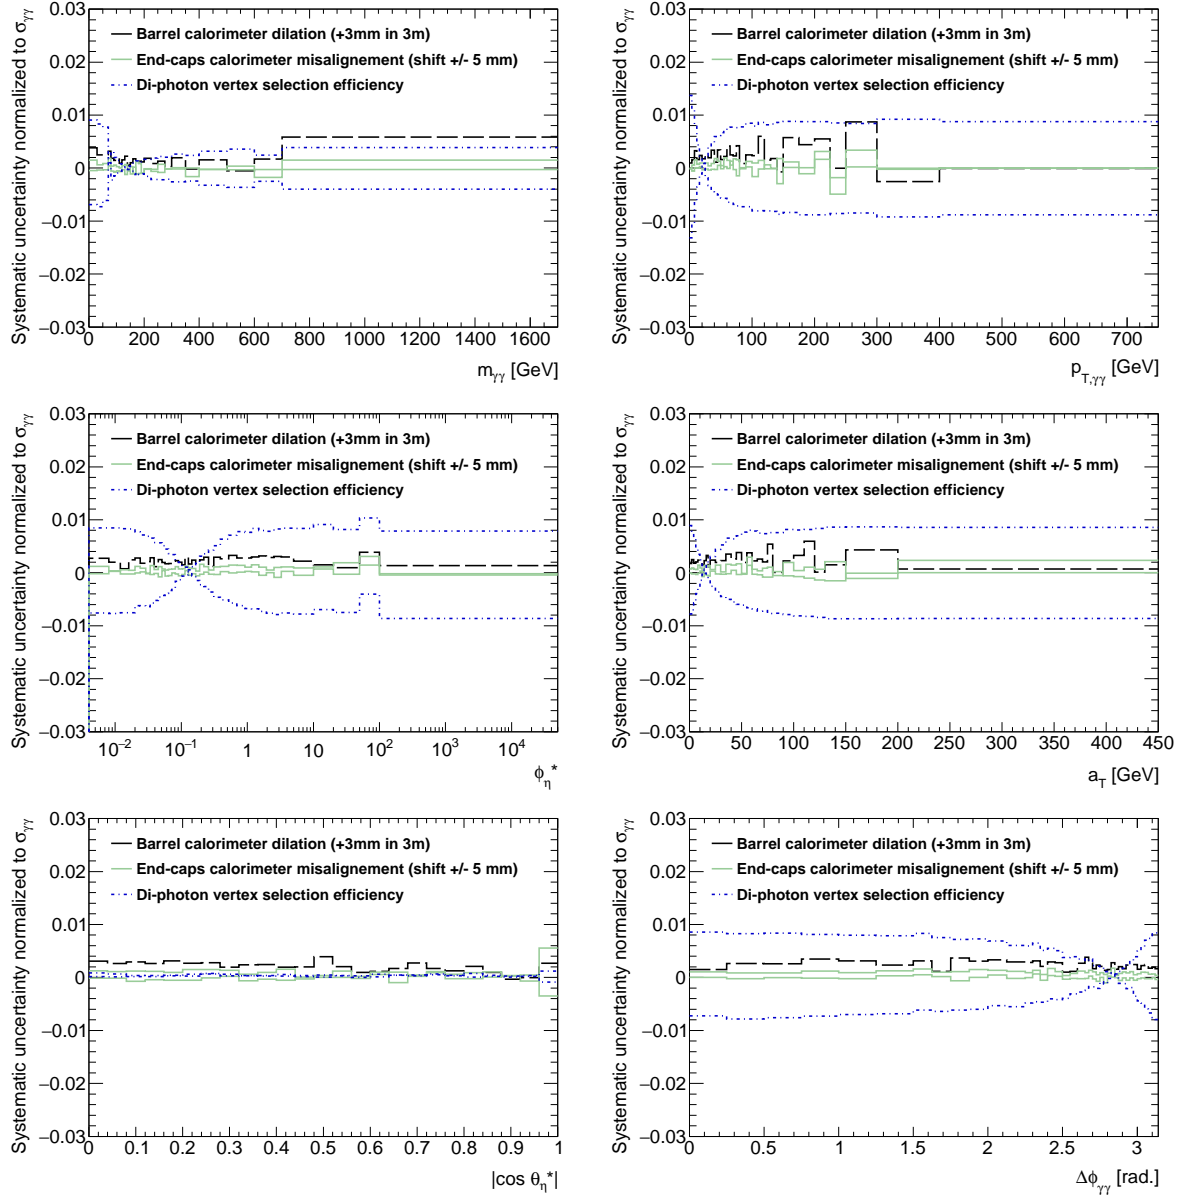 Systematic uncertainty normalized to σγγ
0.03
0.02
0.01
0
−0.01
−0.02
−0.03
Barrel calorimeter dilation (+3mm in 3m)
End-caps calorimeter misalignement (shift +/- 5 mm)
Di-photon vertex selection efficiency
0 200 400 600 800 1000 1200 1400 1600
mγγ [GeV]
Systematic uncertainty normalized to σγγ
0.03
0.02
0.01
0
−0.01
−0.02
−0.03
Barrel calorimeter dilation (+3mm in 3m)
End-caps calorimeter misalignement (shift +/- 5 mm)
Di-photon vertex selection efficiency
0 100 200 300 400 500 600 700
pT,γγ [GeV]
Systematic uncertainty normalized to σγγ
0.03
0.02
0.01
0
−0.01
−0.02
−0.03
Barrel calorimeter dilation (+3mm in 3m)
End-caps calorimeter misalignement (shift +/- 5 mm)
Di-photon vertex selection efficiency
10−2 10−1 1 10 102 103 104
ϕη*
Systematic uncertainty normalized to σγγ
0.03
0.02
0.01
0
−0.01
−0.02
−0.03
Barrel calorimeter dilation (+3mm in 3m)
End-caps calorimeter misalignement (shift +/- 5 mm)
Di-photon vertex selection efficiency
0 50 100 150 200 250 300 350 400 450
aT [GeV]
Systematic uncertainty normalized to σγγ
0.03
0.02
0.01
0
−0.01
−0.02
−0.03
Barrel calorimeter dilation (+3mm in 3m)
End-caps calorimeter misalignement (shift +/- 5 mm)
Di-photon vertex selection efficiency
0 0.1 0.2 0.3 0.4 0.5 0.6 0.7 0.8 0.9 1
|cos θη*|
Systematic uncertainty normalized to σγγ
0.03
0.02
0.01
0
−0.01
−0.02
−0.03
Barrel calorimeter dilation (+3mm in 3m)
End-caps calorimeter misalignement (shift +/- 5 mm)
Di-photon vertex selection efficiency
0 0.5 1 1.5 2 2.5 3
Δϕγγ [rad.]